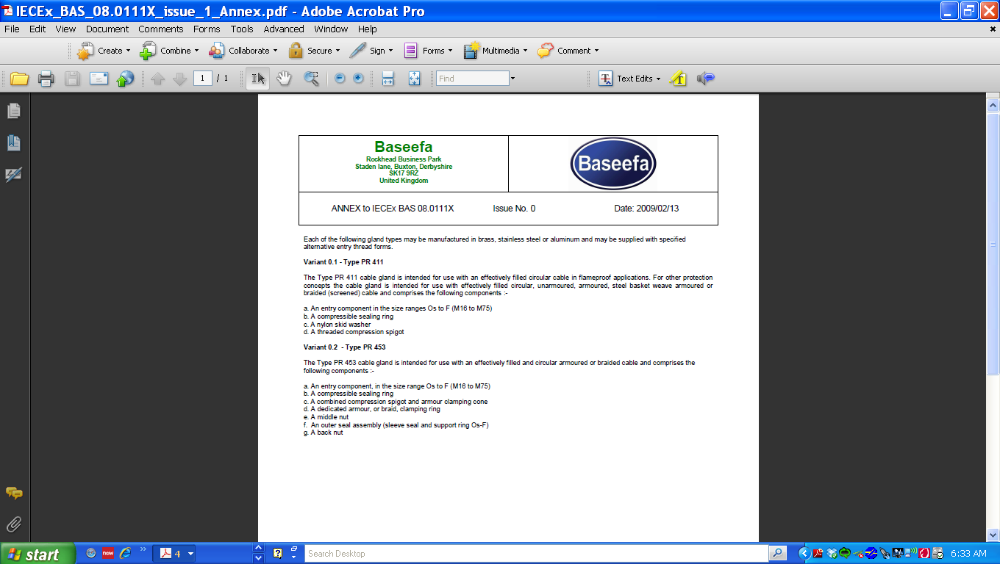 IECEx_BAS_08.0111X_issue_1_Annex.pdf - Adobe Acrobat Pro
File Edit View Document Comments Forms Tools Advanced Window Help
Create Combine Collaborate Secure Sign Forms Multimedia Comment
1 / 1 Find Text Edits
Baseefa
Rockhead Business Park
Staden lane, Buxton, Derbyshire
SK17 9RZ
United Kingdom
Baseefa
ANNEX to IECEx BAS 08.0111X Issue No. 0 Date: 2009/02/13
Each of the following gland types may be manufactured in brass, stainless steel or aluminum and may be supplied with specified
alternative entry thread forms.
Variant 0.1 - Type PR 411
The Type PR 411 cable gland is intended for use with an effectively filled circular cable in flameproof applications. For other protection
concepts the cable gland is intended for use with effectively filled circular, unarmoured, armoured, steel basket weave armoured or
braided (screened) cable and comprises the following components :-
a. An entry component in the size ranges Os to F (M16 to M75)
b. A compressible sealing ring
c. A nylon skid washer
d. A threaded compression spigot
Variant 0.2 - Type PR 453
The Type PR 453 cable gland is intended for use with an effectively filled and circular armoured or braided cable and comprises the
following components :-
a. An entry component, in the size range Os to F (M16 to M75)
b. A compressible sealing ring
c. A combined compression spigot and armour clamping cone
d. A dedicated armour, or braid, clamping ring
e. A middle nut
f. An outer seal assembly (sleeve seal and support ring Os-F)
g. A back nut
start now 4 Search Desktop 6:33 AM